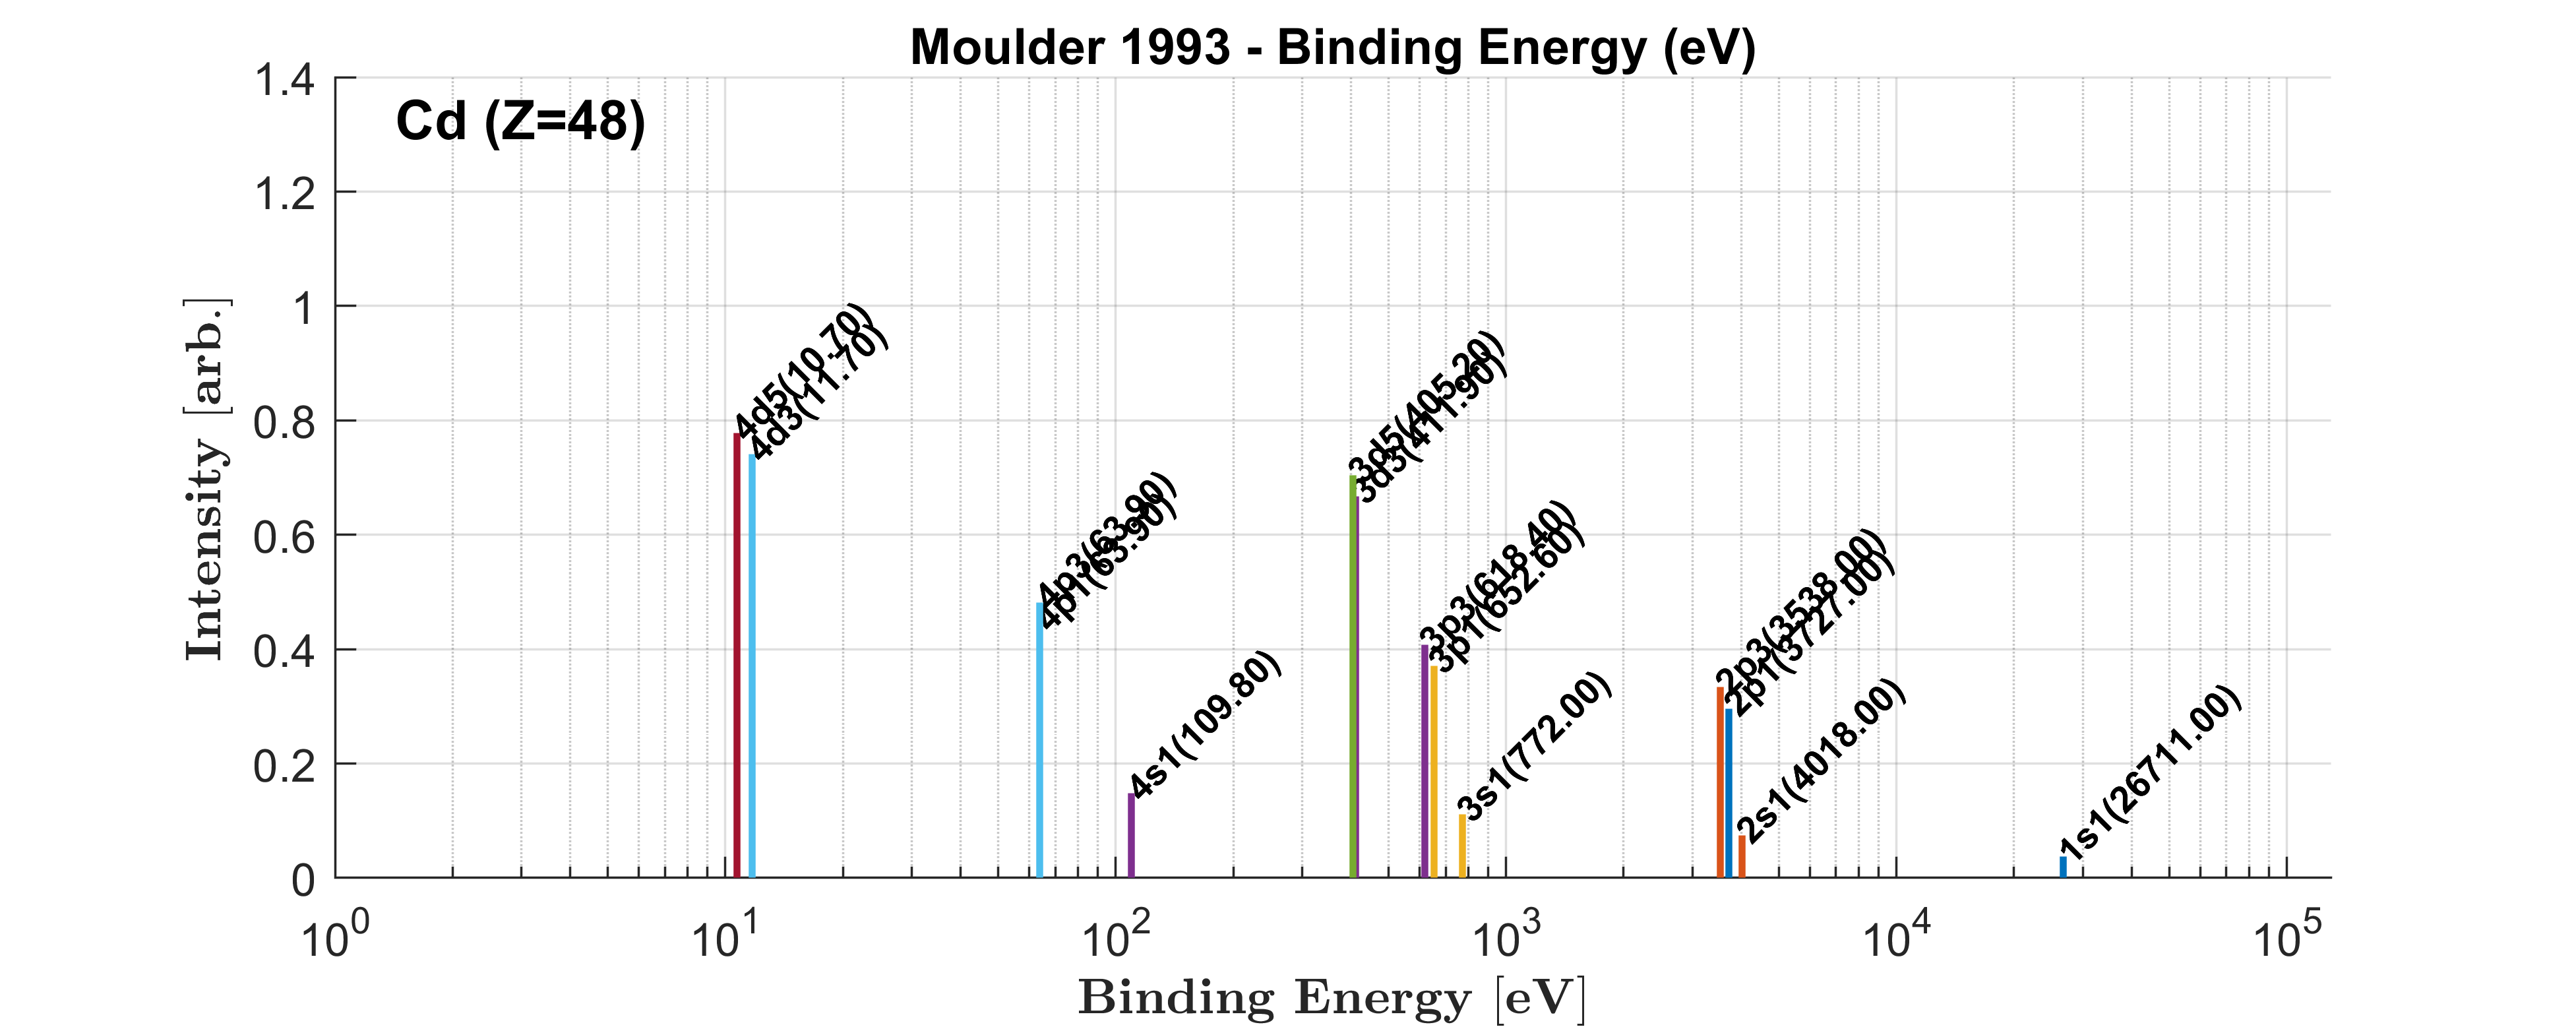 Moulder 1993 - Binding Energy (eV)
Cd (Z=48)
1.4
1.2
1
0.8
0.6
0.4
0.2
0
Intensity [arb.]
4d5(10.70)
4d3(11.70)
4p3(63.90)
4p1(63.90)
4s1(109.80)
3d5(405.20)
3d3(411.90)
3p3(618.40)
3p1(652.60)
3s1(772.00)
2p3(3538.00)
2p1(3727.00)
2s1(4018.00)
1s1(26711.00)
10^0 10^1 10^2 10^3 10^4 10^5
Binding Energy [eV]